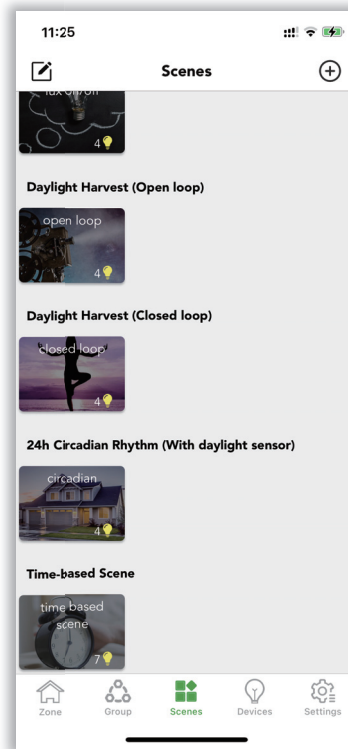 11:25
Scenes
lux on/off
4
Daylight Harvest (Open loop)
open loop
4
Daylight Harvest (Closed loop)
closed loop
4
24h Circadian Rhythm (With daylight sensor)
circadian
4
Time-based Scene
time based
scene
7
Zone Group Scenes Devices Settings